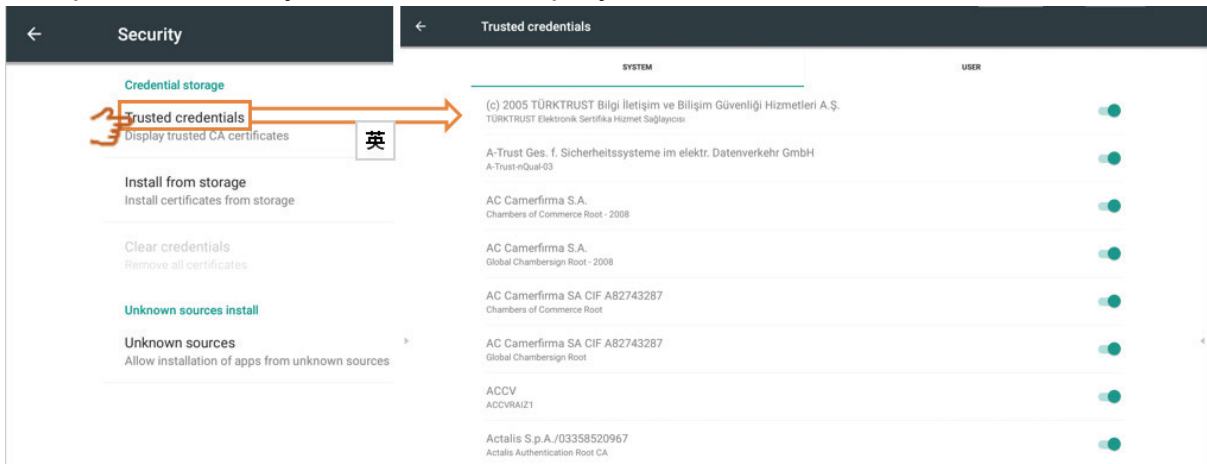 Security
Credential storage
Trusted credentials
Display trusted CA certificates
英
Install from storage
Install certificates from storage
Clear credentials
Remove all certificates
Unknown sources install
Unknown sources
Allow installation of apps from unknown sources
Trusted credentials
SYSTEM
USER
(c) 2005 TÜRKTRUST Bilgi İletişim ve Bilişim Güvenliği Hizmetleri A.Ş.
TÜRKTRUST Elektronik Sertifika Hizmet Sağlayıcısı
A-Trust Ges. f. Sicherheitssysteme im elektr. Datenverkehr GmbH
A-Trust-nQual-03
AC Camerfirma S.A.
Chambers of Commerce Root - 2008
AC Camerfirma S.A.
Global Chambersign Root - 2008
AC Camerfirma SA CIF A82743287
Chambers of Commerce Root
AC Camerfirma SA CIF A82743287
Global Chambersign Root
ACCV
ACCVRAIZ1
Actalis S.p.A./03358520967
Actalis Authentication Root CA